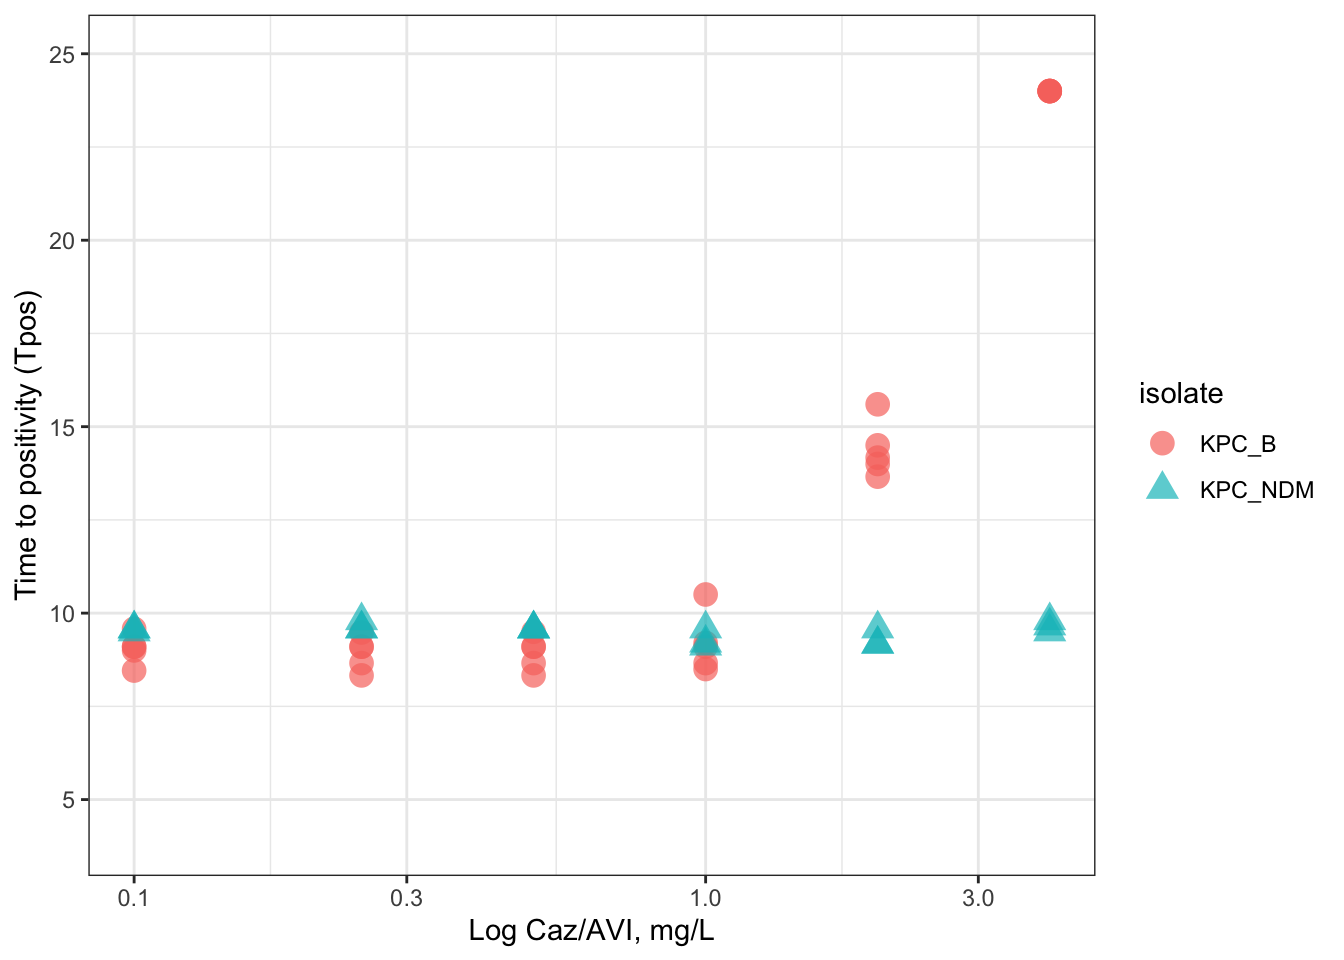 25
20
15
10
5
Time to positivity (Tpos)
0.1
0.3
1.0
3.0
Log Caz/AVI, mg/L
isolate
KPC_B
KPC_NDM